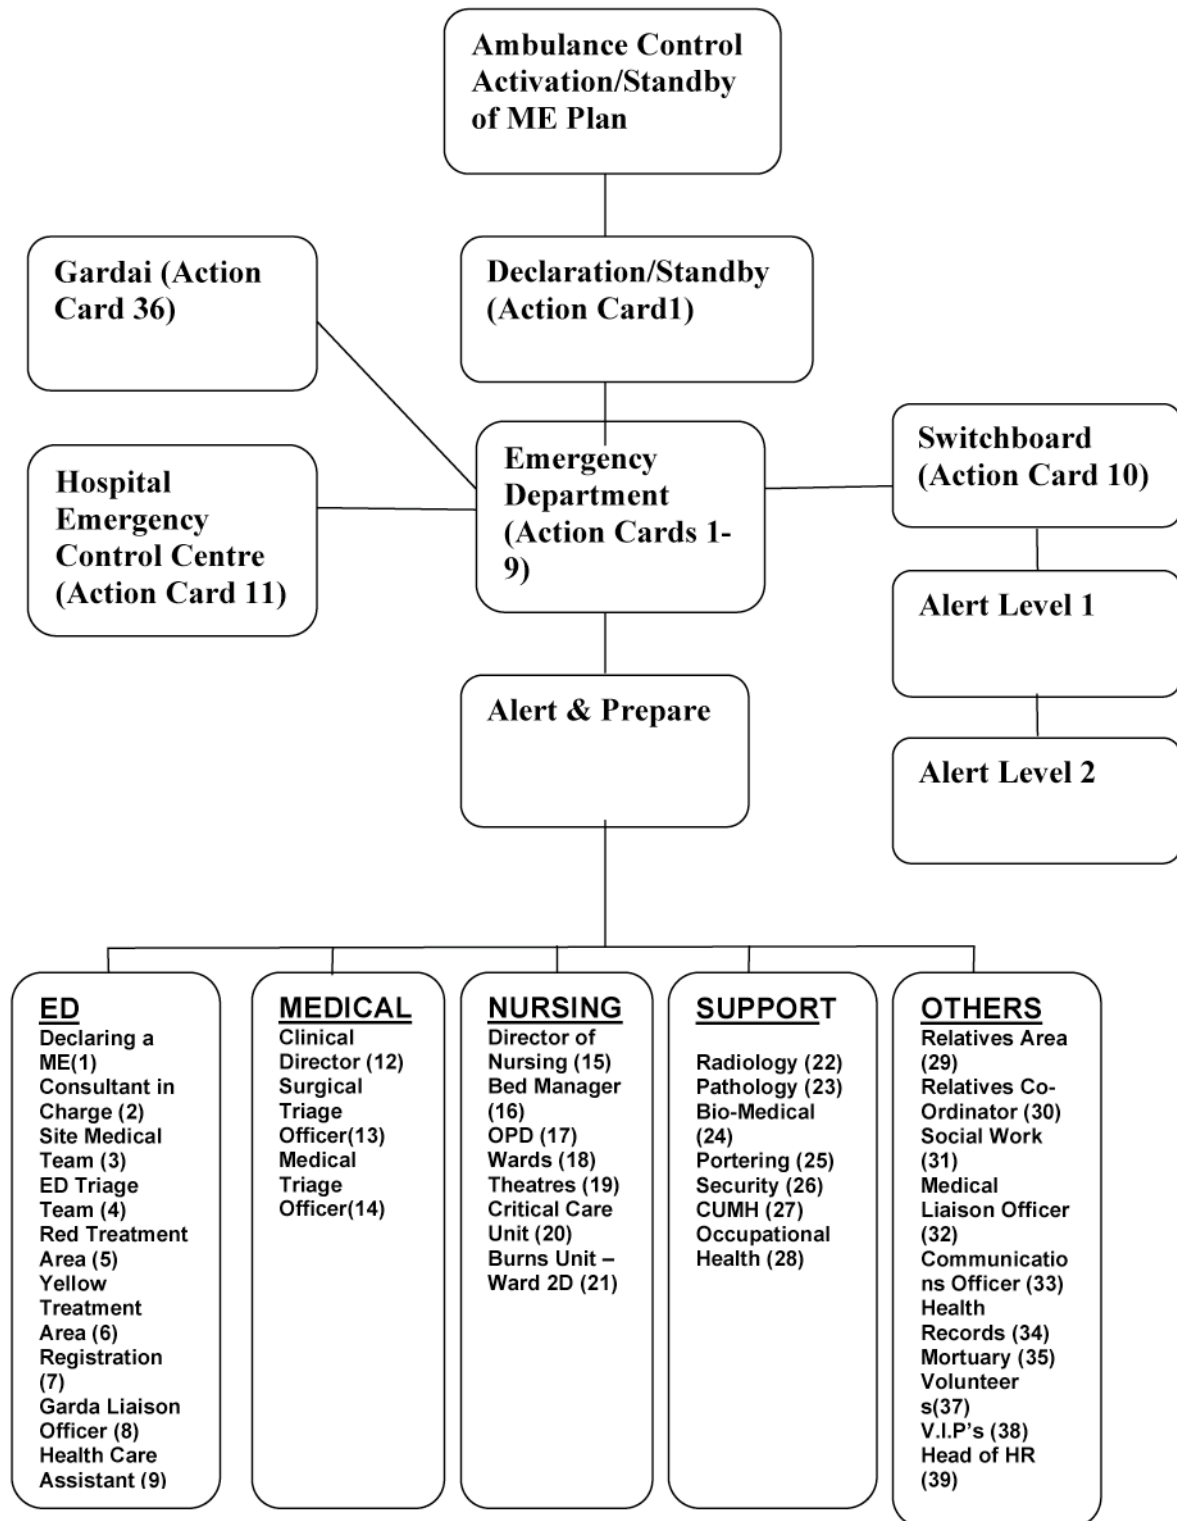 Ambulance Control
Activation/Standby
of ME Plan
Gardai (Action
Card 36)
Declaration/Standby
(Action Card1)
Hospital
Emergency
Control Centre
(Action Card 11)
Emergency
Department
(Action Cards 1-
9)
Switchboard
(Action Card 10)
Alert Level 1
Alert Level 2
Alert & Prepare
ED
Declaring a
ME(1)
Consultant in
Charge (2)
Site Medical
Team (3)
ED Triage
Team (4)
Red Treatment
Area (5)
Yellow
Treatment
Area (6)
Registration
(7)
Garda Liaison
Officer (8)
Health Care
Assistant (9)
MEDICAL
Clinical
Director (12)
Surgical
Triage
Officer(13)
Medical
Triage
Officer(14)
NURSING
Director of
Nursing (15)
Bed Manager
(16)
OPD (17)
Wards (18)
Theatres (19)
Critical Care
Unit (20)
Burns Unit –
Ward 2D (21)
SUPPORT
Radiology (22)
Pathology (23)
Bio-Medical
(24)
Portering (25)
Security (26)
CUMH (27)
Occupational
Health (28)
OTHERS
Relatives Area
(29)
Relatives Co-
Ordinator (30)
Social Work
(31)
Medical
Liaison Officer
(32)
Communicatio
ns Officer (33)
Health
Records (34)
Mortuary (35)
Volunteer
s(37)
V.I.P's (38)
Head of HR
(39)